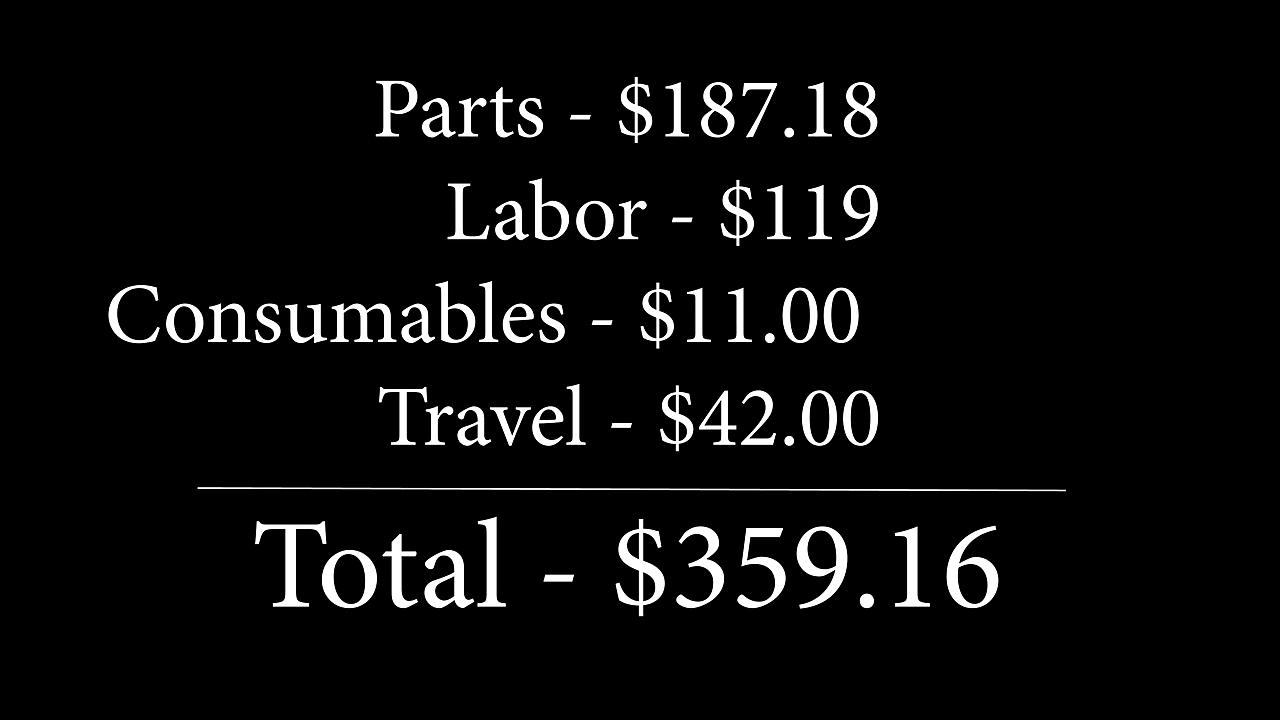 Parts - $187.18
Labor - $119
Consumables - $11.00
Travel - $42.00
Total - $359.16